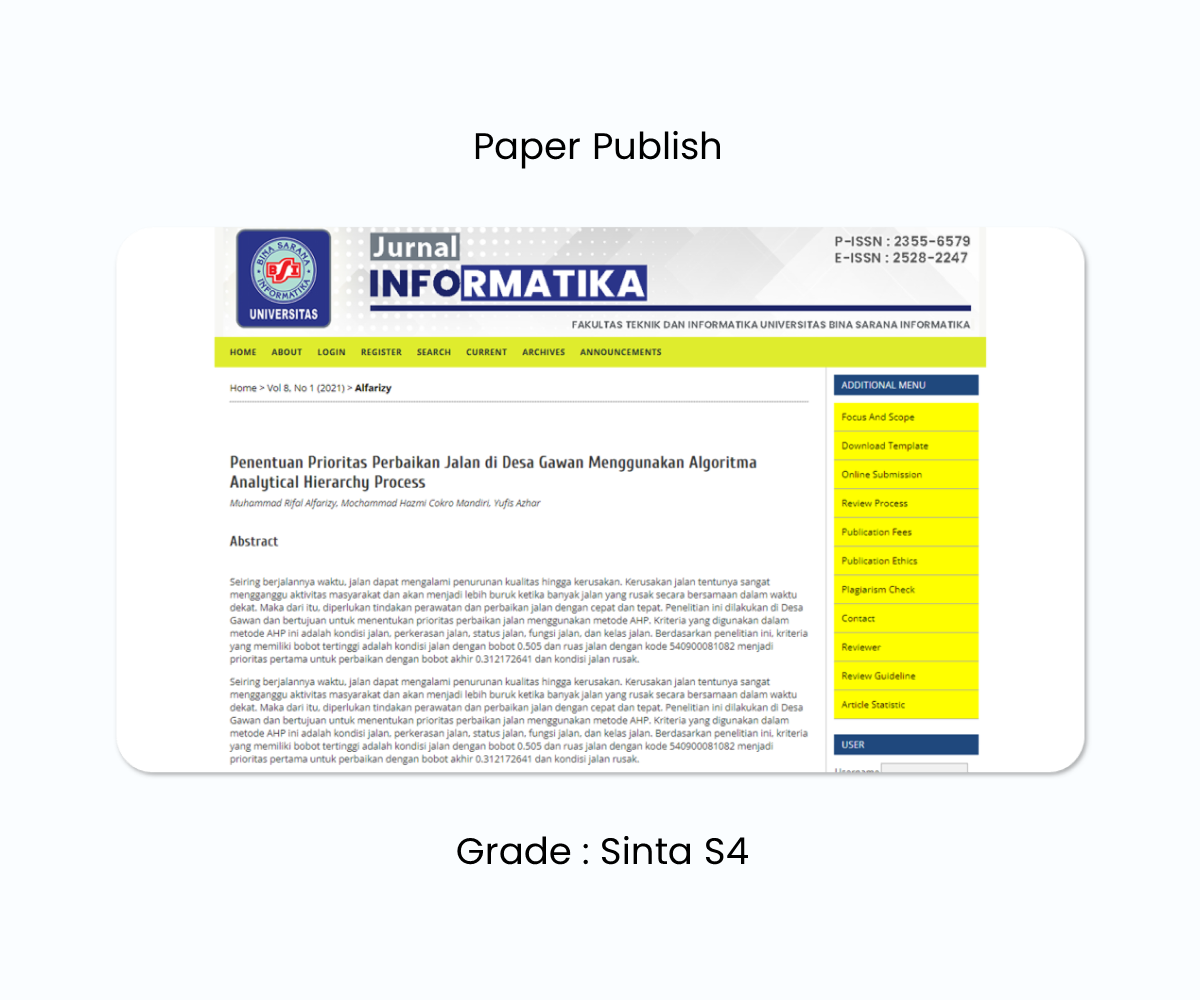 Paper Publish
BINA SARANA
BSI
INFORMATIKA
UNIVERSITAS
Jurnal
INFORMATIKA
P-ISSN : 2355-6579
E-ISSN : 2528-2247
FAKULTAS TEKNIK DAN INFORMATIKA UNIVERSITAS BINA SARANA INFORMATIKA
HOME ABOUT LOGIN REGISTER SEARCH CURRENT ARCHIVES ANNOUNCEMENTS
Home > Vol 8, No 1 (2021) > Alfarizy
Penentuan Prioritas Perbaikan Jalan di Desa Gawan Menggunakan Algoritma
Analytical Hierarchy Process
Muhammad Rifal Alfarizy, Mochammad Hazmi Cokro Mandiri, Yufis Azhar
Abstract
Seiring berjalannya waktu, jalan dapat mengalami penurunan kualitas hingga kerusakan. Kerusakan jalan tentunya sangat
mengganggu aktivitas masyarakat dan akan menjadi lebih buruk ketika banyak jalan yang rusak secara bersamaan dalam waktu
dekat. Maka dari itu, diperlukan tindakan perawatan dan perbaikan jalan dengan cepat dan tepat. Penelitian ini dilakukan di Desa
Gawan dan bertujuan untuk menentukan prioritas perbaikan jalan menggunakan metode AHP. Kriteria yang digunakan dalam
metode AHP ini adalah kondisi jalan, perkerasan jalan, status jalan, fungsi jalan, dan kelas jalan. Berdasarkan penelitian ini, kriteria
yang memiliki bobot tertinggi adalah kondisi jalan dengan bobot 0.505 dan ruas jalan dengan kode 540900081082 menjadi
prioritas pertama untuk perbaikan dengan bobot akhir 0.312172641 dan kondisi jalan rusak.
Seiring berjalannya waktu, jalan dapat mengalami penurunan kualitas hingga kerusakan. Kerusakan jalan tentunya sangat
mengganggu aktivitas masyarakat dan akan menjadi lebih buruk ketika banyak jalan yang rusak secara bersamaan dalam waktu
dekat. Maka dari itu, diperlukan tindakan perawatan dan perbaikan jalan dengan cepat dan tepat. Penelitian ini dilakukan di Desa
Gawan dan bertujuan untuk menentukan prioritas perbaikan jalan menggunakan metode AHP. Kriteria yang digunakan dalam
metode AHP ini adalah kondisi jalan, perkerasan jalan, status jalan, fungsi jalan, dan kelas jalan. Berdasarkan penelitian ini, kriteria
yang memiliki bobot tertinggi adalah kondisi jalan dengan bobot 0.505 dan ruas jalan dengan kode 540900081082 menjadi
prioritas pertama untuk perbaikan dengan bobot akhir 0.312172641 dan kondisi jalan rusak.
ADDITIONAL MENU
Focus And Scope
Download Template
Online Submission
Review Process
Publication Fees
Publication Ethics
Plagiarism Check
Contact
Reviewer
Review Guideline
Article Statistic
USER
Username
Grade : Sinta S4